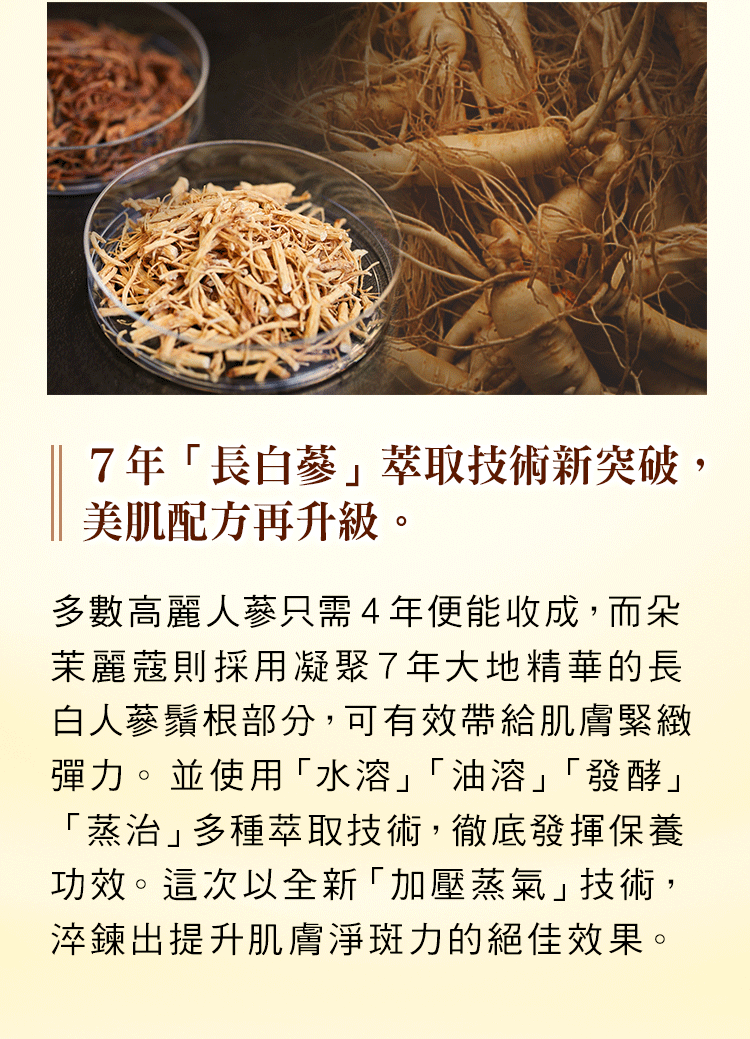 7年「長白蔘」萃取技術新突破，
美肌配方再升級。
多數高麗人蔘只需4年便能收成，而朵
茉麗蔻則採用凝聚7年大地精華的長
白人蔘鬚根部分，可有效帶給肌膚緊緻
彈力。並使用「水溶」「油溶」「發酵」
「蒸治」多種萃取技術，徹底發揮保養
功效。這次以全新「加壓蒸氣」技術，
淬鍊出提升肌膚淨斑力的絕佳效果。